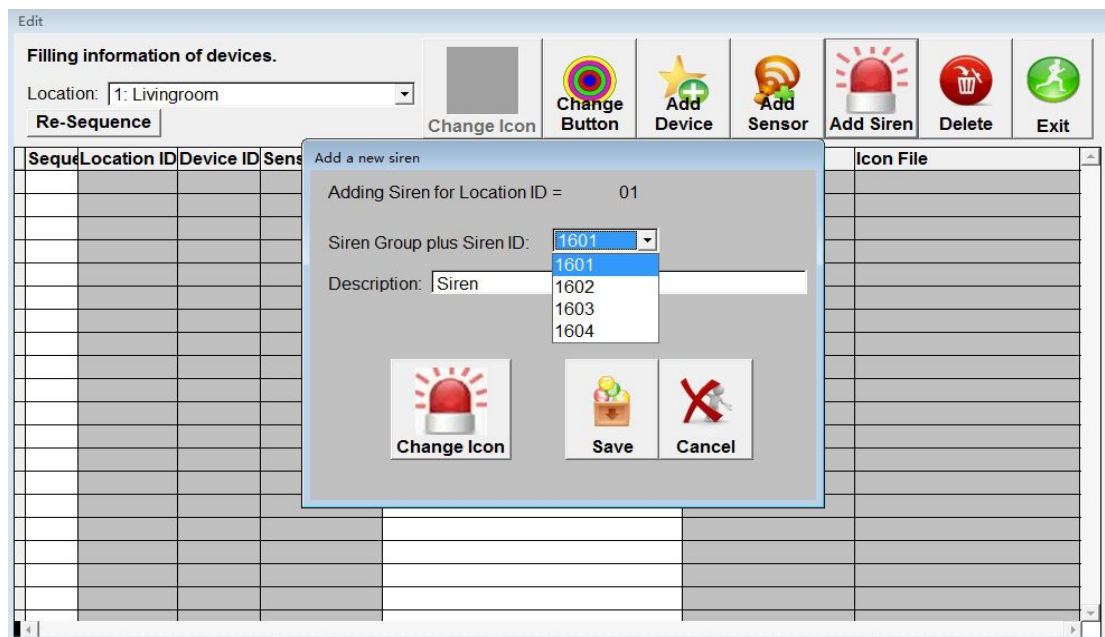 Edit
Filling information of devices.
Location: 1: Livingroom
Re-Sequence
Change Icon
Change Button
Add Device
Add Sensor
Add Siren
Delete
Exit
Seque Location ID Device ID Sens Icon File
Add a new siren
Adding Siren for Location ID = 01
Siren Group plus Siren ID: 1601
1601
1602
1603
1604
Description: Siren
Change Icon
Save
Cancel